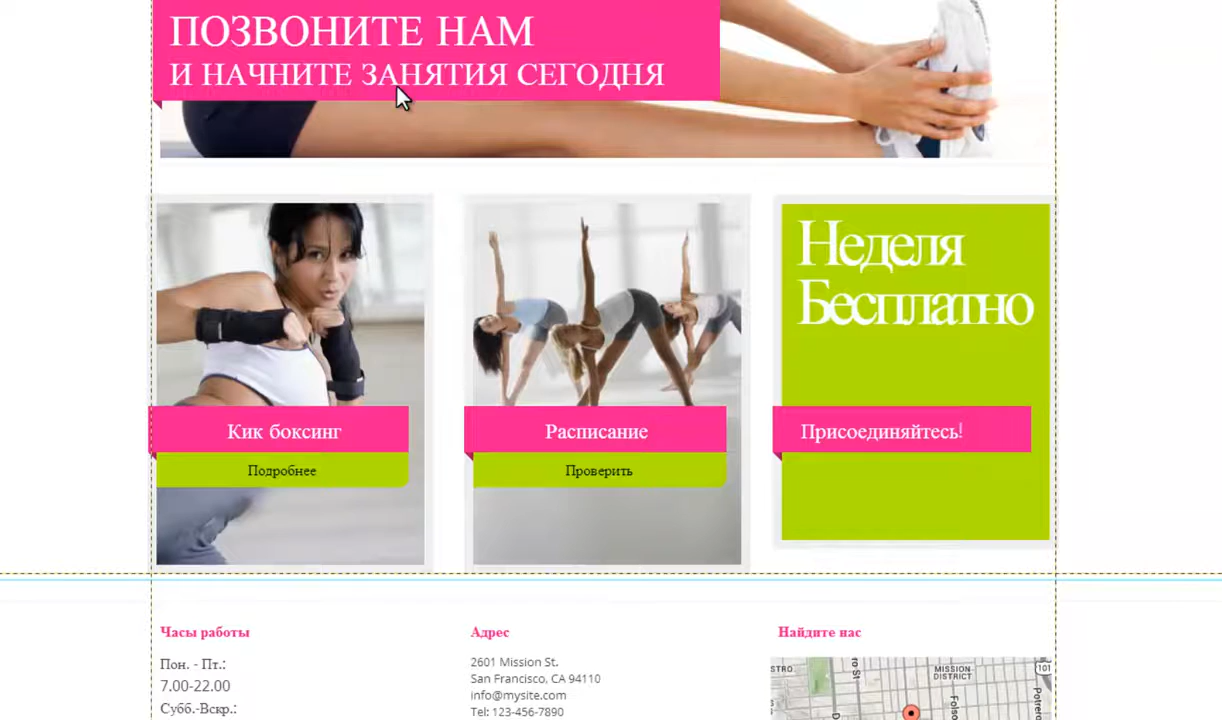 ПОЗВОНИТЕ НАМ
И НАЧНИТЕ ЗАНЯТИЯ СЕГОДНЯ
Неделя
Бесплатно
Кик боксинг
Подробнее
Расписание
Проверить
Присоединяйтесь!
Часы работы
Пон. - Пт.:
7.00-22.00
Субб.-Вскр.:
Адрес
2601 Mission St.
San Francisco, CA 94110
info@mysite.com
Tel: 123-456-7890
Найдите нас
STRO
MISSION
DISTRICT
101